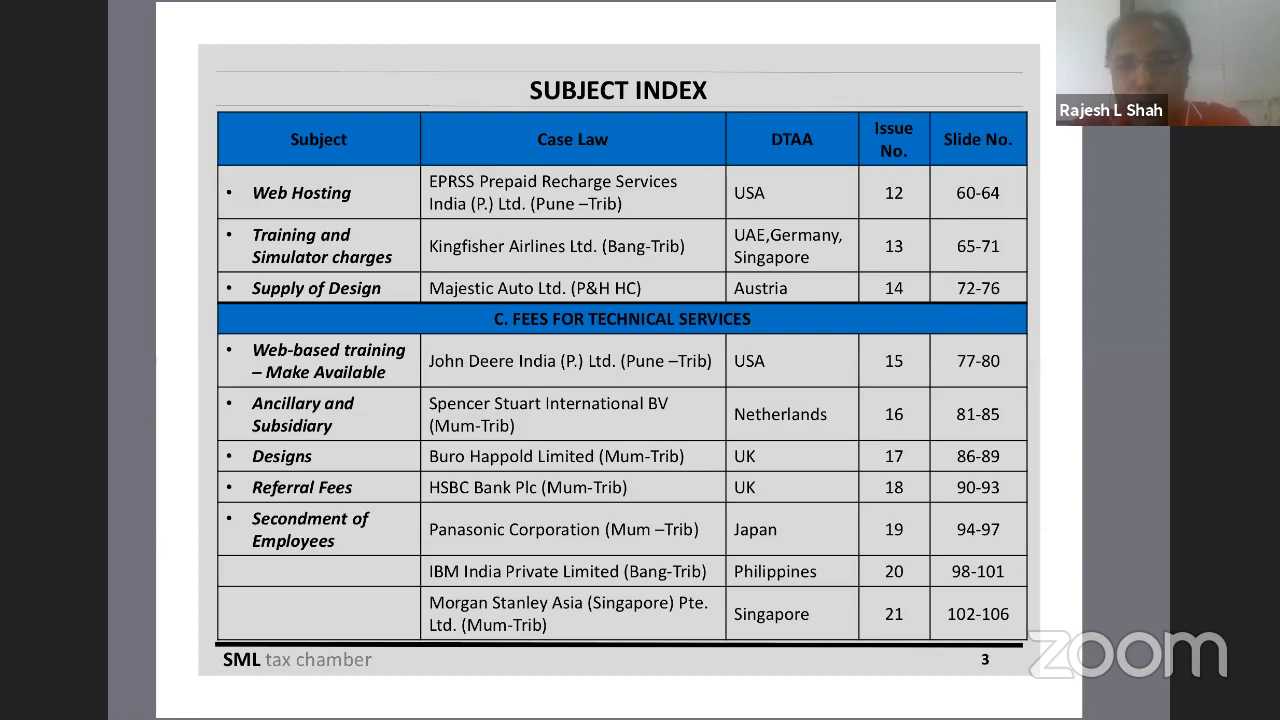 SUBJECT INDEX
Subject Case Law DTAA Issue No. Slide No.
• Web Hosting EPRSS Prepaid Recharge Services India (P.) Ltd. (Pune –Trib) USA 12 60-64
• Training and Simulator charges Kingfisher Airlines Ltd. (Bang-Trib) UAE,Germany, Singapore 13 65-71
• Supply of Design Majestic Auto Ltd. (P&H HC) Austria 14 72-76
C. FEES FOR TECHNICAL SERVICES
• Web-based training – Make Available John Deere India (P.) Ltd. (Pune –Trib) USA 15 77-80
• Ancillary and Subsidiary Spencer Stuart International BV (Mum-Trib) Netherlands 16 81-85
• Designs Buro Happold Limited (Mum-Trib) UK 17 86-89
• Referral Fees HSBC Bank Plc (Mum-Trib) UK 18 90-93
• Secondment of Employees Panasonic Corporation (Mum –Trib) Japan 19 94-97
IBM India Private Limited (Bang-Trib) Philippines 20 98-101
Morgan Stanley Asia (Singapore) Pte. Ltd. (Mum-Trib) Singapore 21 102-106
SML tax chamber 3
Rajesh L Shah
zoom